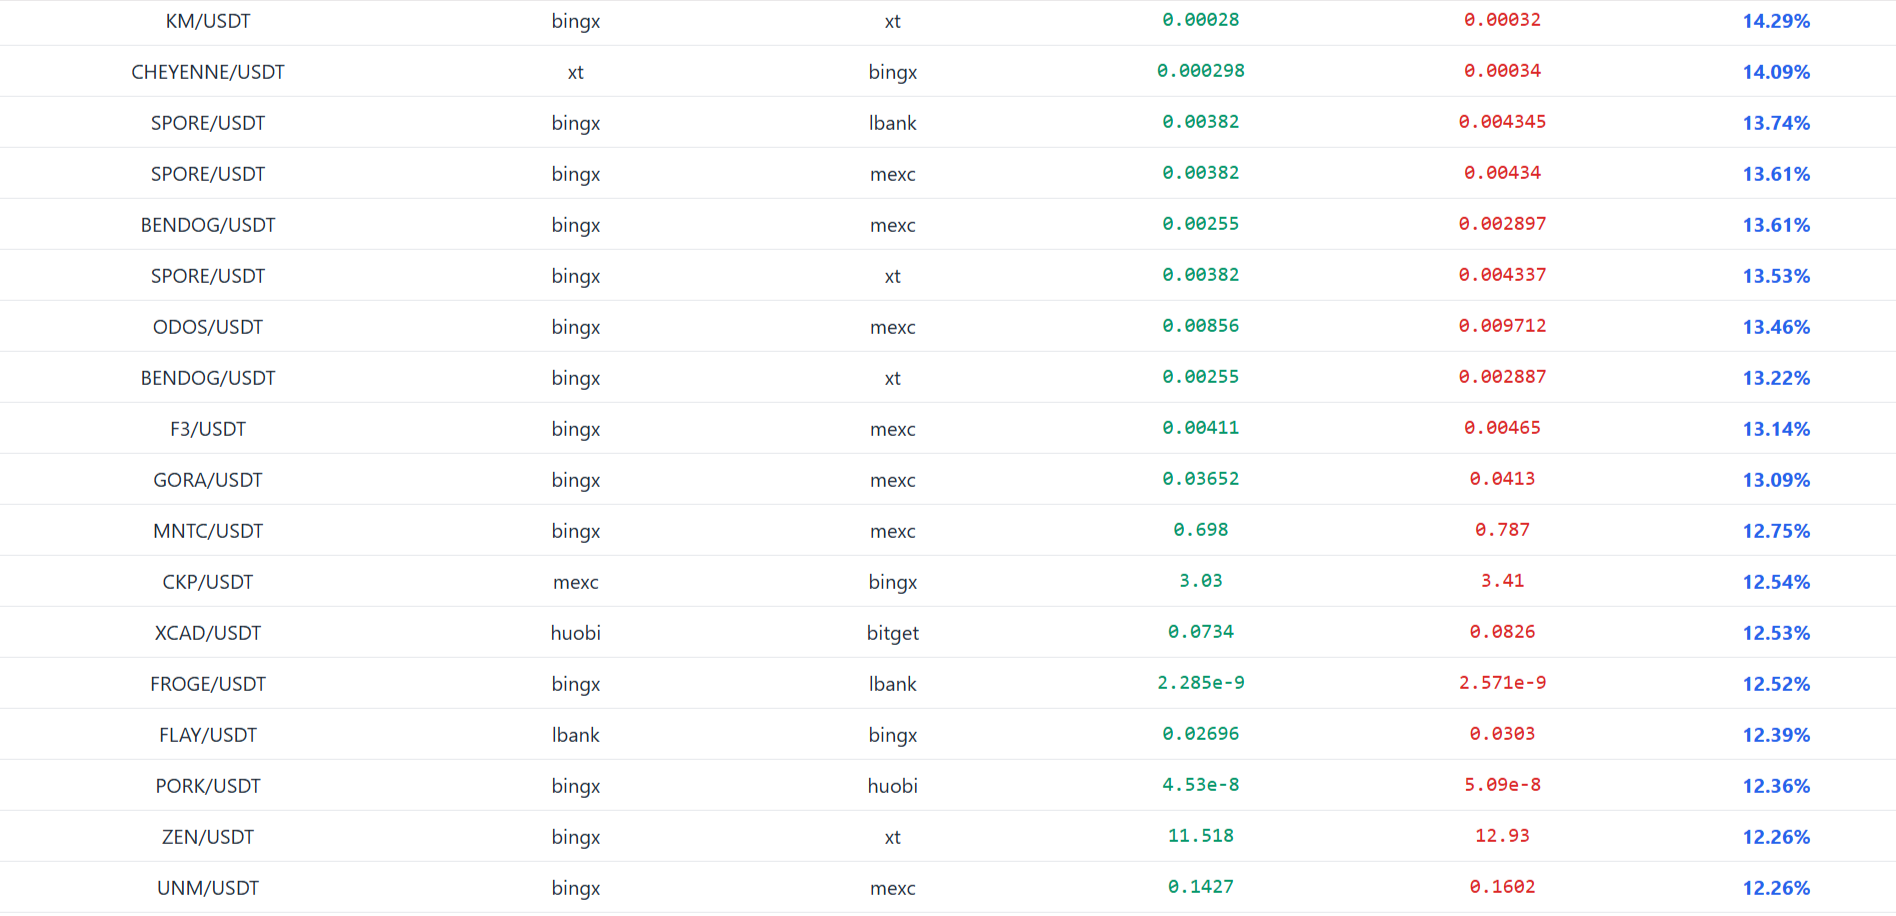 KM/USDT bingx xt 0.00028 0.00032 14.29%
CHEYENNE/USDT xt bingx 0.000298 0.00034 14.09%
SPORE/USDT bingx lbank 0.00382 0.004345 13.74%
SPORE/USDT bingx mexc 0.00382 0.00434 13.61%
BENDOG/USDT bingx mexc 0.00255 0.002897 13.61%
SPORE/USDT bingx xt 0.00382 0.004337 13.53%
ODOS/USDT bingx mexc 0.00856 0.009712 13.46%
BENDOG/USDT bingx xt 0.00255 0.002887 13.22%
F3/USDT bingx mexc 0.00411 0.00465 13.14%
GORA/USDT bingx mexc 0.03652 0.0413 13.09%
MNTC/USDT bingx mexc 0.698 0.787 12.75%
CKP/USDT mexc bingx 3.03 3.41 12.54%
XCAD/USDT huobi bitget 0.0734 0.0826 12.53%
FROGE/USDT bingx lbank 2.285e-9 2.571e-9 12.52%
FLAY/USDT lbank bingx 0.02696 0.0303 12.39%
PORK/USDT bingx huobi 4.53e-8 5.09e-8 12.36%
ZEN/USDT bingx xt 11.518 12.93 12.26%
UNM/USDT bingx mexc 0.1427 0.1602 12.26%